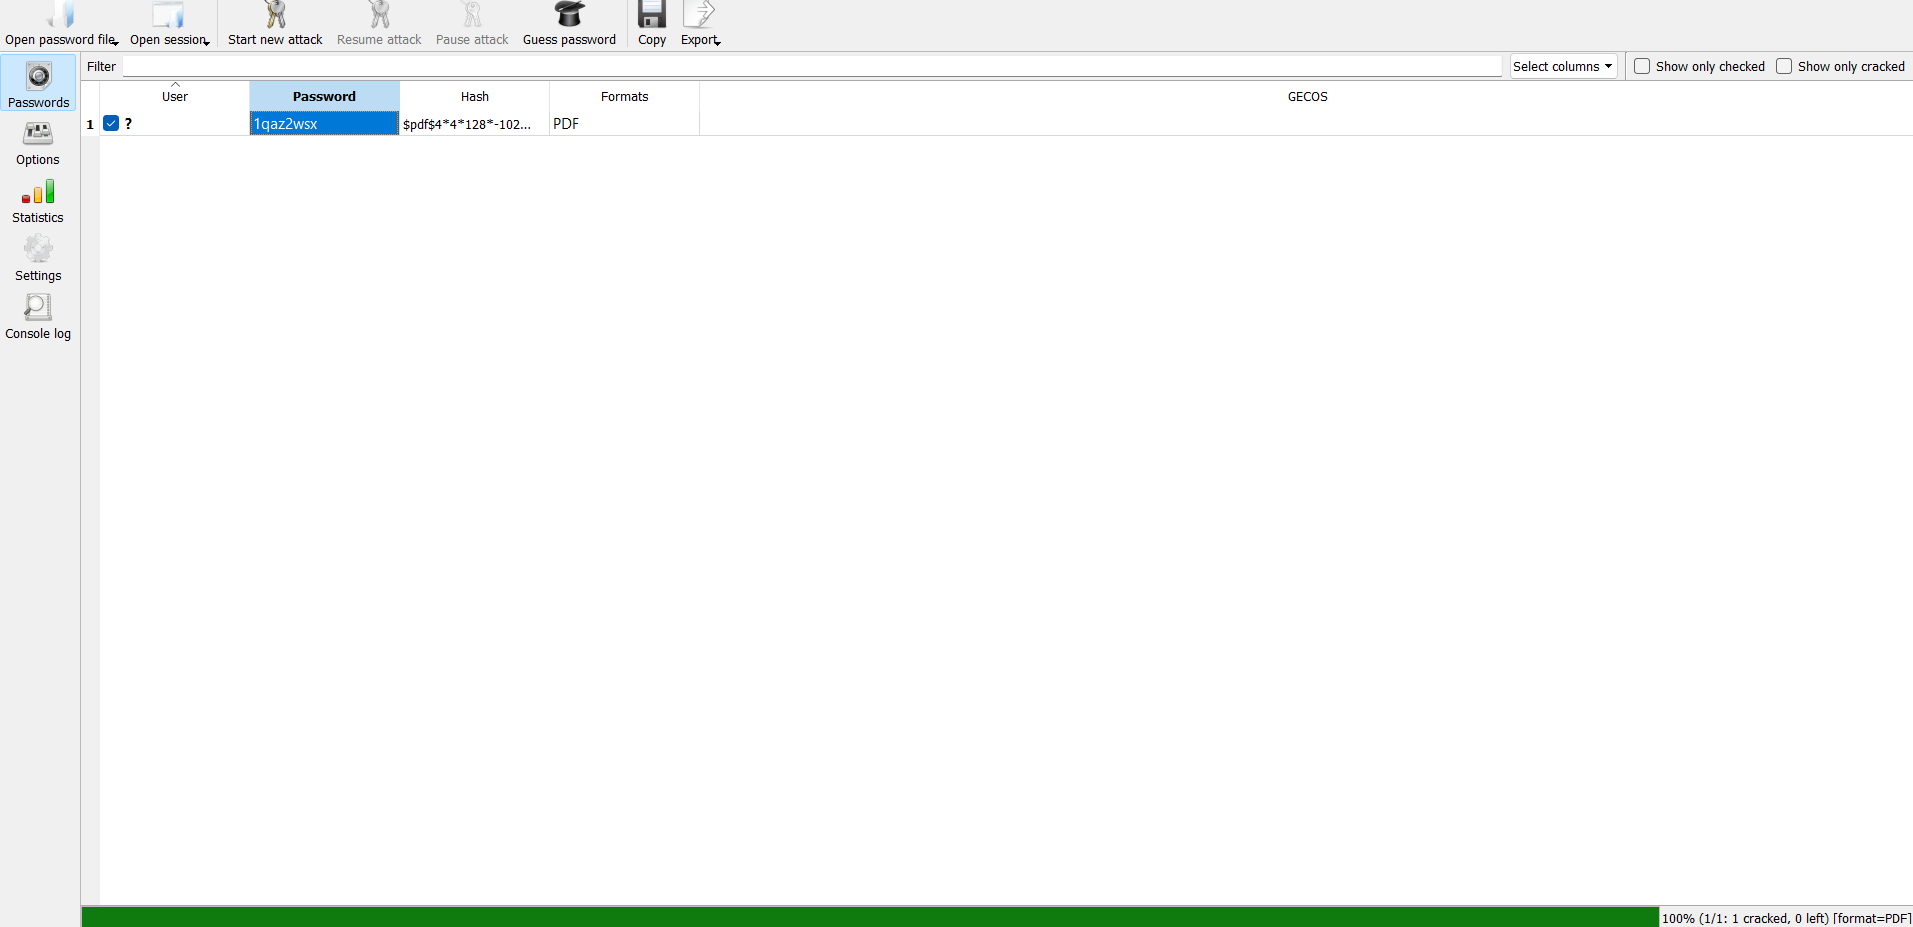 Open password file Open session Start new attack Resume attack Pause attack Guess password Copy Export
Filter Select columns Show only checked Show only cracked
Passwords
Options
Statistics
Settings
Console log
User Password Hash Formats GECOS
1 ? 1qaz2wsx $pdf$4*4*128*-102... PDF
100% (1/1: 1 cracked, 0 left) [format=PDF]